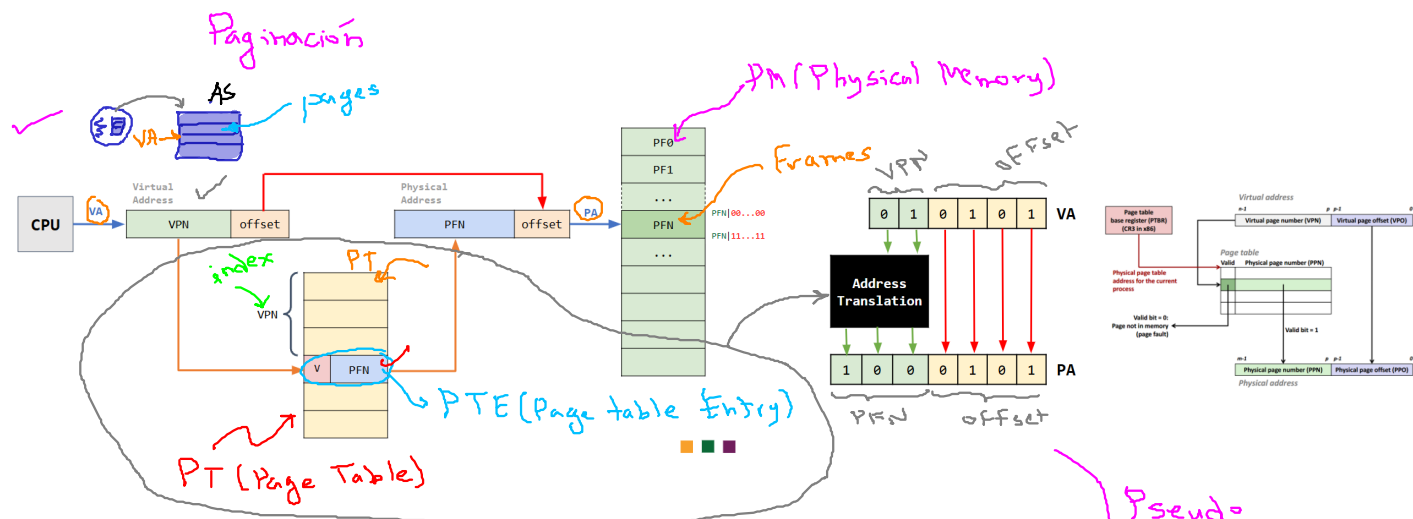 Paginación
AS
pages
VA
PM (Physical Memory)
PF0
PF1
...
PFN
...
Frames
PFN|00...00
PFN|11...11
CPU
VA
Virtual
Address
VPN
offset
Physical
Address
PFN
offset
PA
index
VPN
PT
V
PFN
PTE (Page table Entry)
PT (Page Table)
VPN
offset
0 1 0 1 0 1
VA
Address
Translation
1 0 0 0 1 0 1
PA
PFN
offset
Page table
base register (PTBR)
(CR3 in x86)
Virtual address
n-1 p p-1 0
Virtual page number (VPN)
Virtual page offset (VPO)
Page table
Valid
Physical page number (PPN)
Physical page table
address for the current
process
Valid bit = 0:
Page not in memory
(page fault)
Valid bit = 1
m-1 p p-1 0
Physical page number (PPN)
Physical page offset (PPO)
Physical address
Pseudo